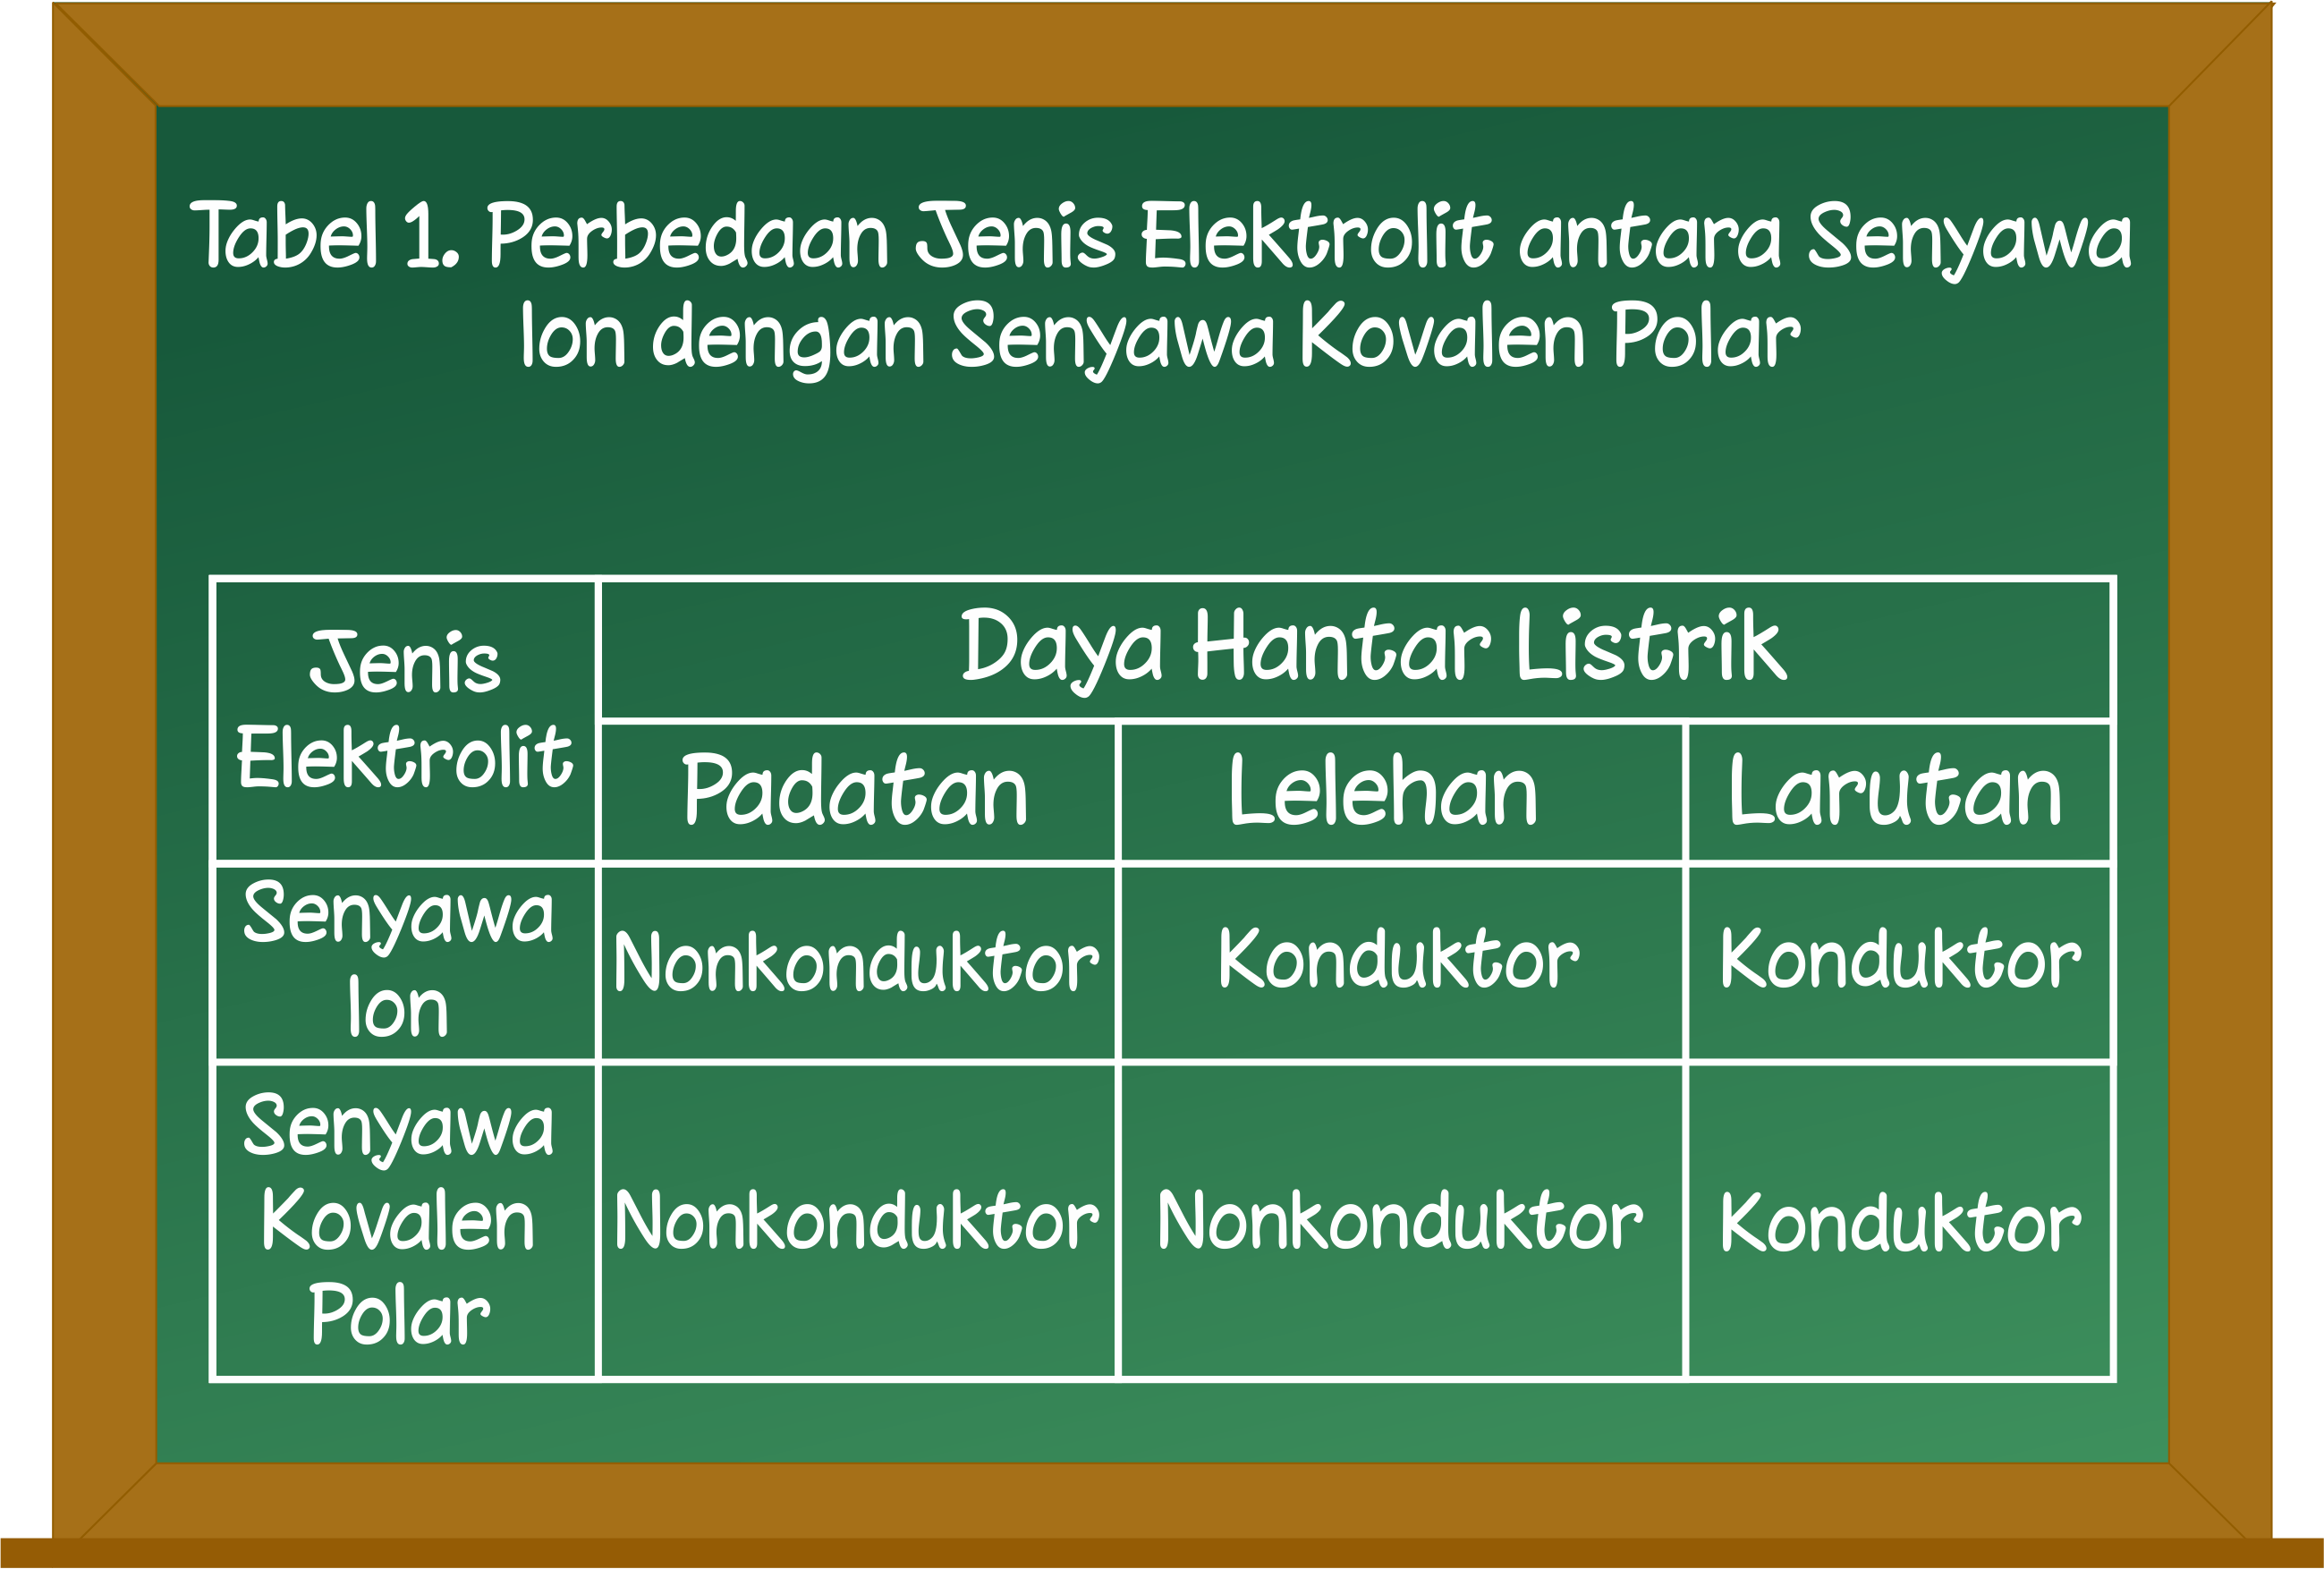 Tabel 1. Perbedaan Jenis Elaktrolit antara Senyawa
Ion dengan Senyawa Kovalen Polar
Jenis
Elektrolit
Daya Hantar Listrik
Padatan
Lelehan
Larutan
Senyawa
Ion
Nonkonduktor
Konduktor
Konduktor
Senyawa
Kovalen
Polar
Nonkonduktor
Nonkonduktor
Konduktor